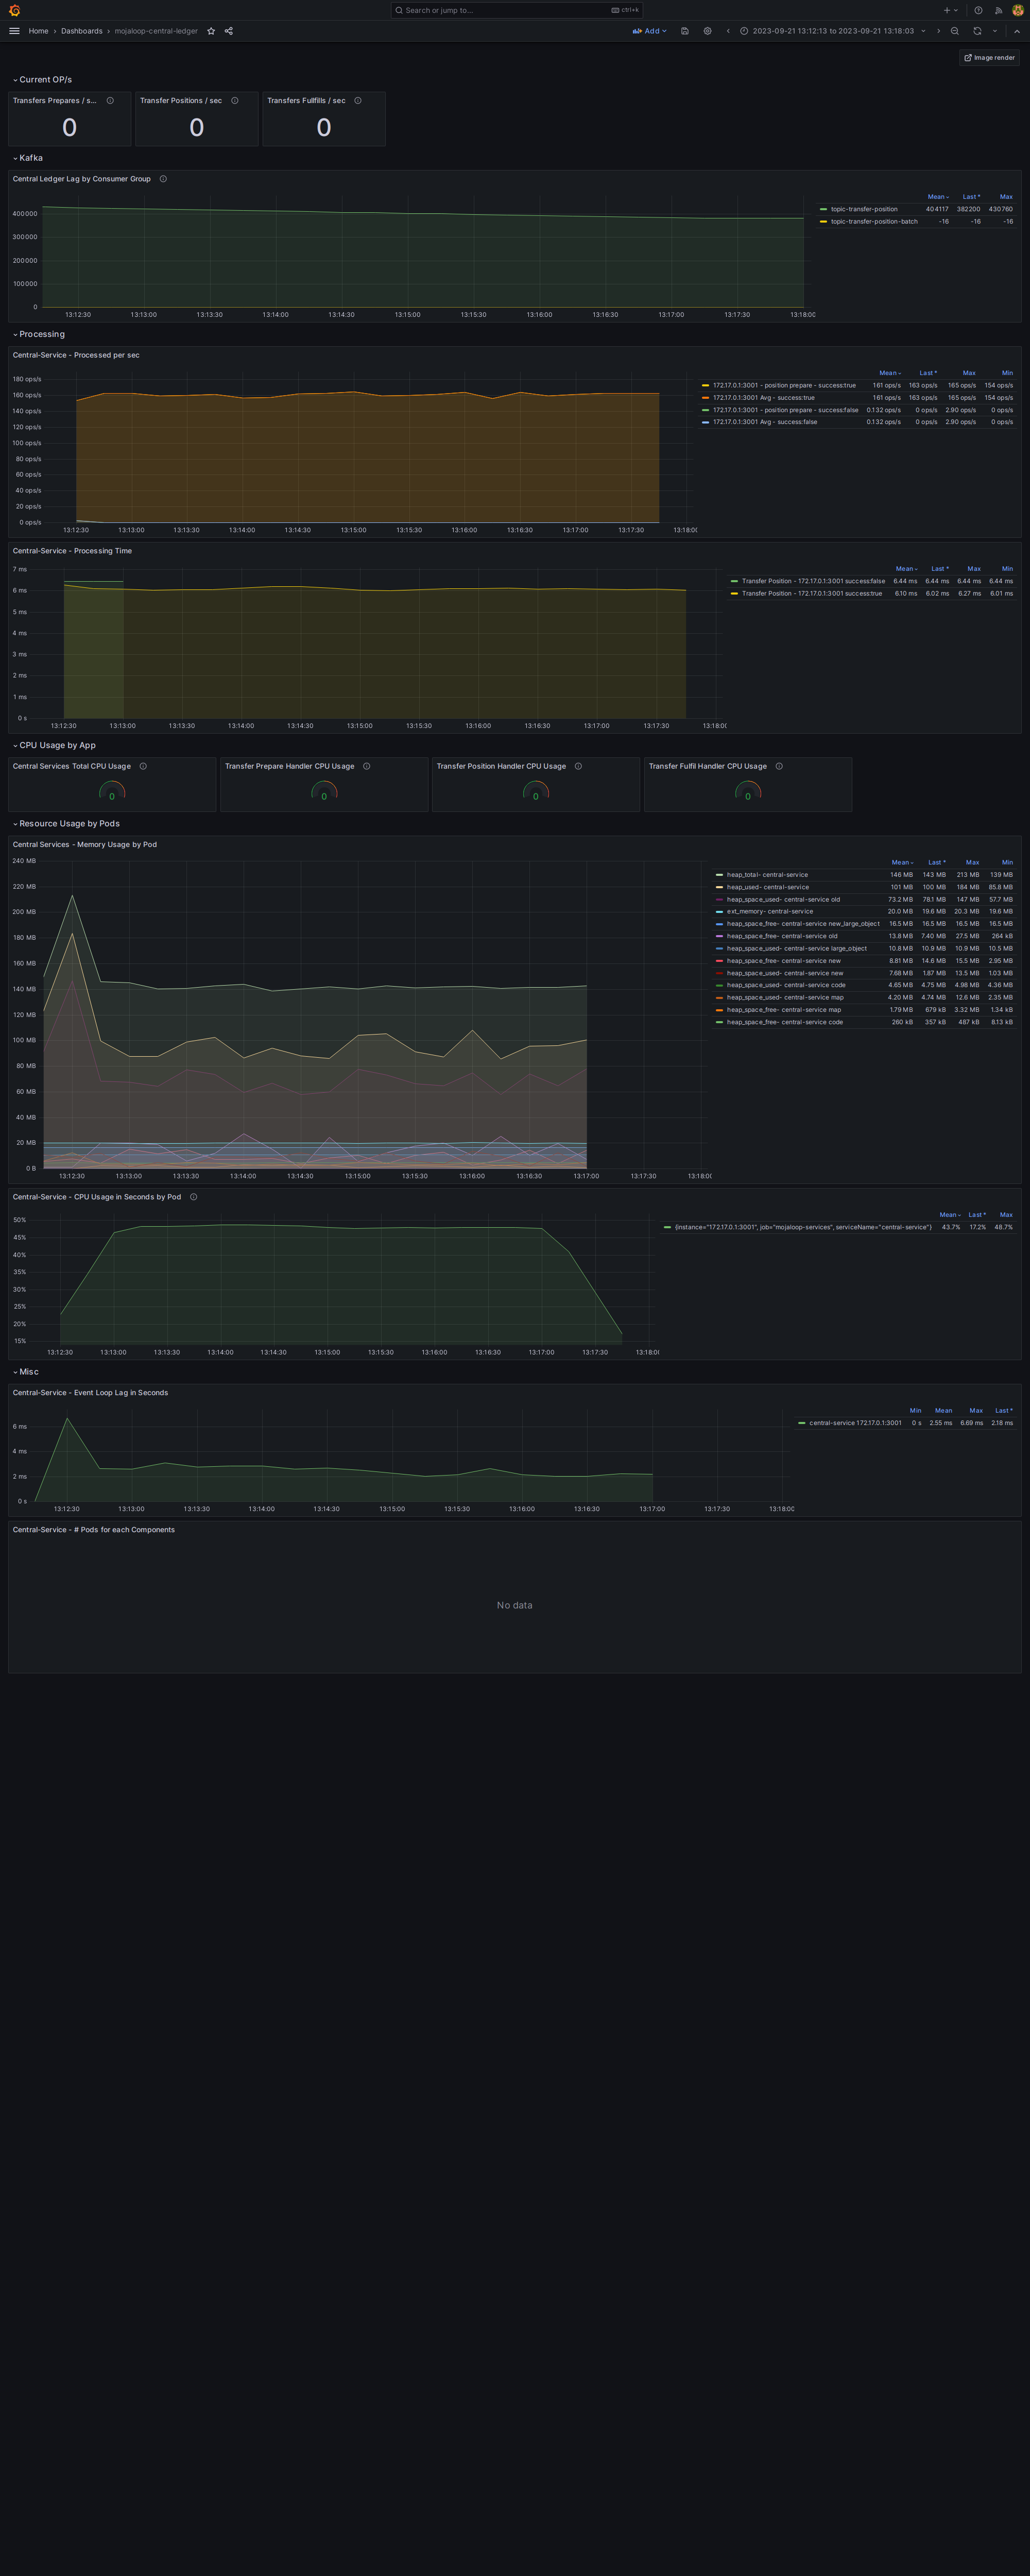 Search or jump to... ctrl+k
Home › Dashboards › mojaloop-central-ledger Add 2023-09-21 13:12:13 to 2023-09-21 13:18:03
Image render
Current OP/s
Transfers Prepares / s... Transfer Positions / sec Transfers Fullfills / sec
0 0 0
Kafka
Central Ledger Lag by Consumer Group
Mean Last * Max
topic-transfer-position 404117 382200 430760
topic-transfer-position-batch -16 -16 -16
400000
300000
200000
100000
0
13:12:30 13:13:00 13:13:30 13:14:00 13:14:30 13:15:00 13:15:30 13:16:00 13:16:30 13:17:00 13:17:30 13:18:00
Processing
Central-Service - Processed per sec
Mean Last * Max Min
172.17.0.1:3001 - position prepare - success:true 161 ops/s 163 ops/s 165 ops/s 154 ops/s
172.17.0.1:3001 Avg - success:true 161 ops/s 163 ops/s 165 ops/s 154 ops/s
172.17.0.1:3001 - position prepare - success:false 0.132 ops/s 0 ops/s 2.90 ops/s 0 ops/s
172.17.0.1:3001 Avg - success:false 0.132 ops/s 0 ops/s 2.90 ops/s 0 ops/s
180 ops/s
160 ops/s
140 ops/s
120 ops/s
100 ops/s
80 ops/s
60 ops/s
40 ops/s
20 ops/s
0 ops/s
13:12:30 13:13:00 13:13:30 13:14:00 13:14:30 13:15:00 13:15:30 13:16:00 13:16:30 13:17:00 13:17:30 13:18:00
Central-Service - Processing Time
Mean Last * Max Min
Transfer Position - 172.17.0.1:3001 success:false 6.44 ms 6.44 ms 6.44 ms 6.44 ms
Transfer Position - 172.17.0.1:3001 success:true 6.10 ms 6.02 ms 6.27 ms 6.01 ms
7 ms
6 ms
5 ms
4 ms
3 ms
2 ms
1 ms
0 s
13:12:30 13:13:00 13:13:30 13:14:00 13:14:30 13:15:00 13:15:30 13:16:00 13:16:30 13:17:00 13:17:30 13:18:00
CPU Usage by App
Central Services Total CPU Usage Transfer Prepare Handler CPU Usage Transfer Position Handler CPU Usage Transfer Fulfil Handler CPU Usage
0 0 0 0
Resource Usage by Pods
Central Services - Memory Usage by Pod
Mean Last * Max Min
heap_total- central-service 146 MB 143 MB 213 MB 139 MB
heap_used- central-service 101 MB 100 MB 184 MB 85.8 MB
heap_space_used- central-service old 73.2 MB 78.1 MB 147 MB 57.7 MB
ext_memory- central-service 20.0 MB 19.6 MB 20.3 MB 19.6 MB
heap_space_free- central-service new_large_object 16.5 MB 16.5 MB 16.5 MB 16.5 MB
heap_space_free- central-service old 13.8 MB 7.40 MB 27.5 MB 264 kB
heap_space_used- central-service large_object 10.8 MB 10.9 MB 10.9 MB 10.5 MB
heap_space_free- central-service new 8.81 MB 14.6 MB 15.5 MB 2.95 MB
heap_space_used- central-service new 7.68 MB 1.87 MB 13.5 MB 1.03 MB
heap_space_used- central-service code 4.65 MB 4.75 MB 4.98 MB 4.36 MB
heap_space_used- central-service map 4.20 MB 4.74 MB 12.6 MB 2.35 MB
heap_space_free- central-service map 1.79 MB 679 kB 3.32 MB 1.34 kB
heap_space_free- central-service code 260 kB 357 kB 487 kB 8.13 kB
240 MB
220 MB
200 MB
180 MB
160 MB
140 MB
120 MB
100 MB
80 MB
60 MB
40 MB
20 MB
0 B
13:12:30 13:13:00 13:13:30 13:14:00 13:14:30 13:15:00 13:15:30 13:16:00 13:16:30 13:17:00 13:17:30 13:18:00
Central-Service - CPU Usage in Seconds by Pod
Mean Last * Max
{instance="172.17.0.1:3001", job="mojaloop-services", serviceName="central-service"} 43.7% 17.2% 48.7%
50%
45%
40%
35%
30%
25%
20%
15%
13:12:30 13:13:00 13:13:30 13:14:00 13:14:30 13:15:00 13:15:30 13:16:00 13:16:30 13:17:00 13:17:30 13:18:00
Misc
Central-Service - Event Loop Lag in Seconds
Min Mean Max Last *
central-service 172.17.0.1:3001 0 s 2.55 ms 6.69 ms 2.18 ms
6 ms
4 ms
2 ms
0 s
13:12:30 13:13:00 13:13:30 13:14:00 13:14:30 13:15:00 13:15:30 13:16:00 13:16:30 13:17:00 13:17:30 13:18:00
Central-Service - # Pods for each Components
No data